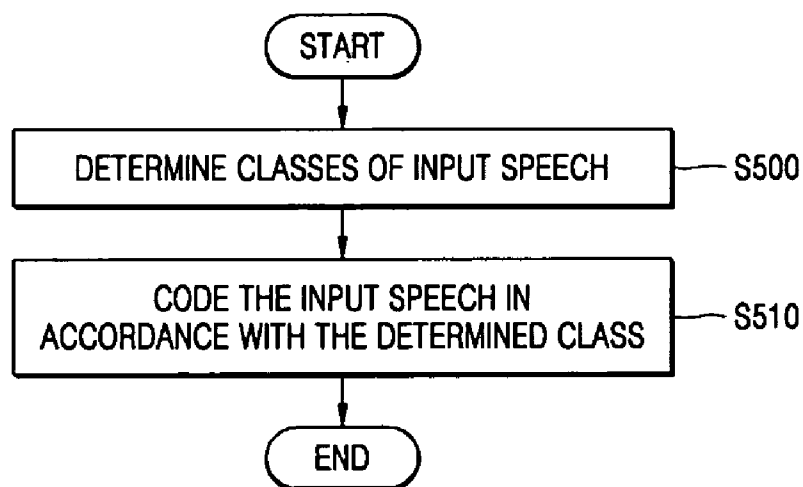 START
DETERMINE CLASSES OF INPUT SPEECH
S500
CODE THE INPUT SPEECH IN
ACCORDANCE WITH THE DETERMINED CLASS
S510
END